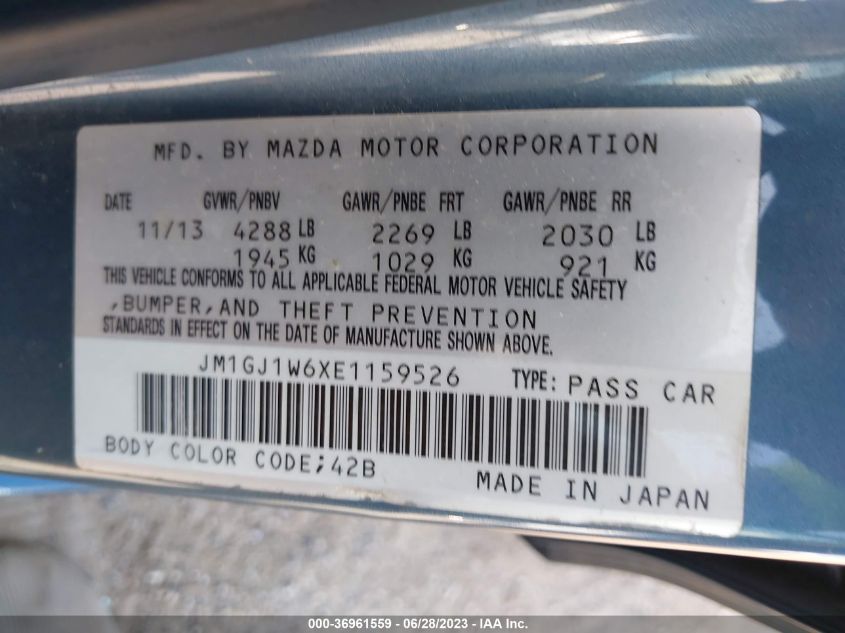 MFD. BY MAZDA MOTOR CORPORATION
DATE GVWR/PNBV GAWR/PNBE FRT GAWR/PNBE RR
11/13 4288 LB 2269 LB 2030 LB
1945 KG 1029 KG 921 KG
THIS VEHICLE CONFORMS TO ALL APPLICABLE FEDERAL MOTOR VEHICLE SAFETY
,BUMPER,AND THEFT PREVENTION
STANDARDS IN EFFECT ON THE DATE OF MANUFACTURE SHOWN ABOVE.
JM1GJ1W6XE1159526 TYPE: PASS CAR
BODY COLOR CODE;42B
MADE IN JAPAN
000-36961559 - 06/28/2023 - IAA Inc.